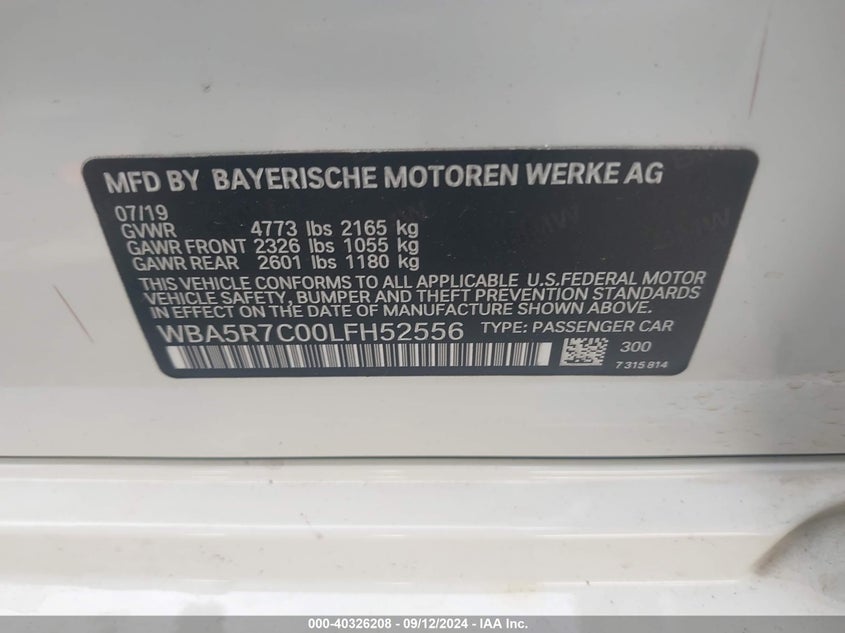 MFD BY BAYERISCHE MOTOREN WERKE AG
07/19
GVWR 4773 lbs 2165 kg
GAWR FRONT 2326 lbs 1055 kg
GAWR REAR 2601 lbs 1180 kg
THIS VEHICLE CONFORMS TO ALL APPLICABLE U.S.FEDERAL MOTOR
VEHICLE SAFETY, BUMPER AND THEFT PREVENTION STANDARDS
IN EFFECT ON THE DATE OF MANUFACTURE SHOWN ABOVE.
WBA5R7C00LFH52556 TYPE: PASSENGER CAR
300
7 315 814
000-40326208 - 09/12/2024 - IAA Inc.